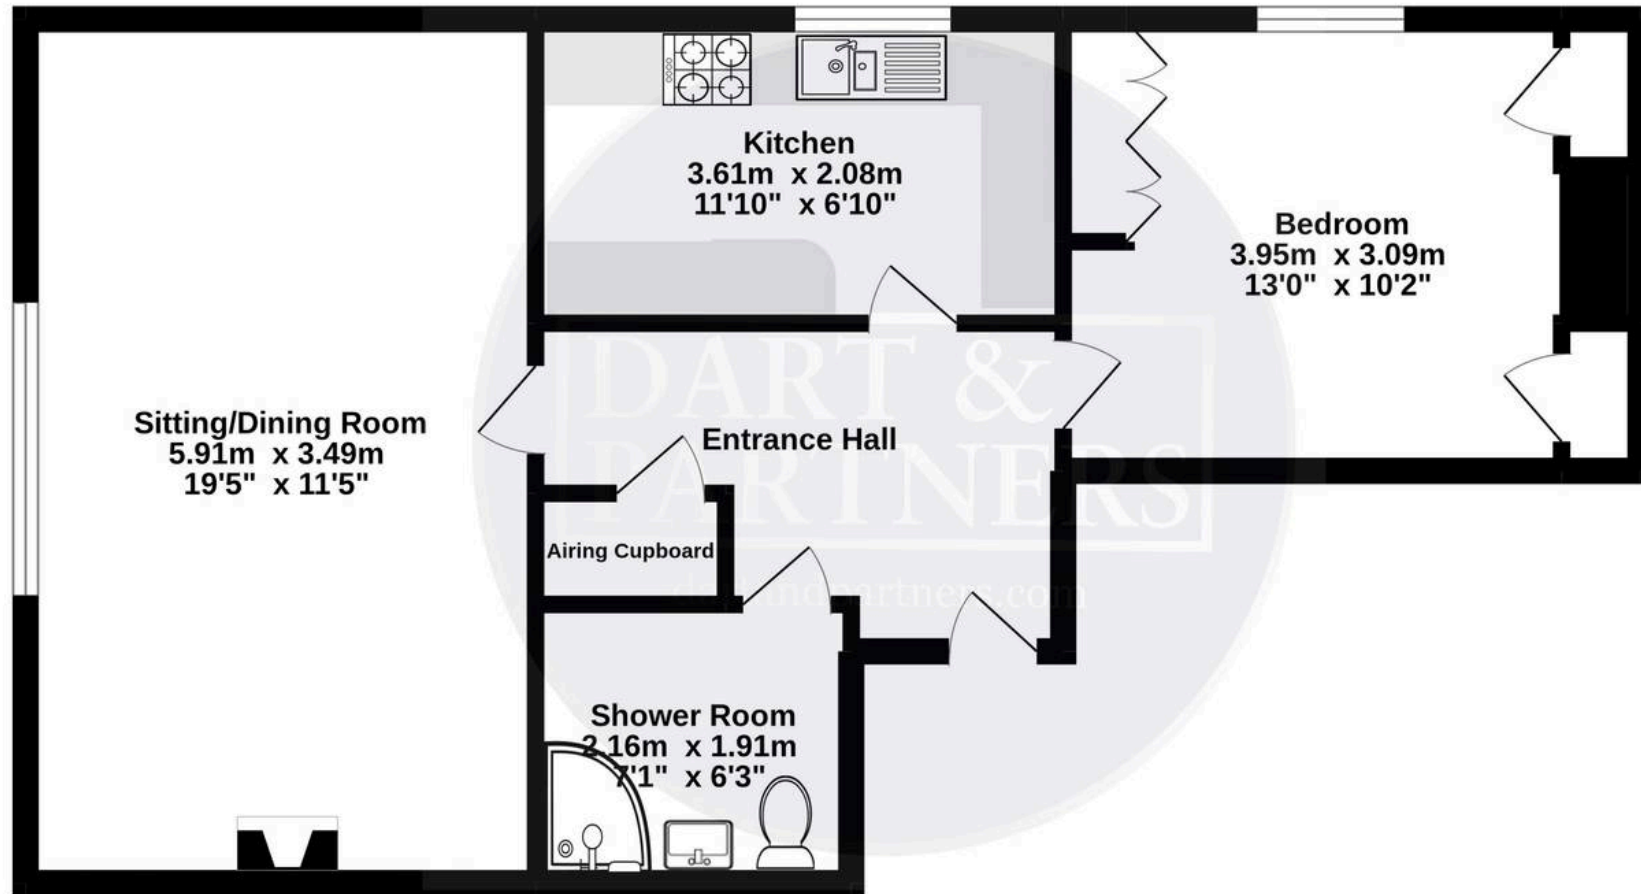 Kitchen
3.61m x 2.08m
11'10" x 6'10"
Bedroom
3.95m x 3.09m
13'0" x 10'2"
Sitting/Dining Room
5.91m x 3.49m
19'5" x 11'5"
DART &
PARTNERS
dartandpartners.com
Entrance Hall
Airing Cupboard
Shower Room
2.16m x 1.91m
7'1" x 6'3"